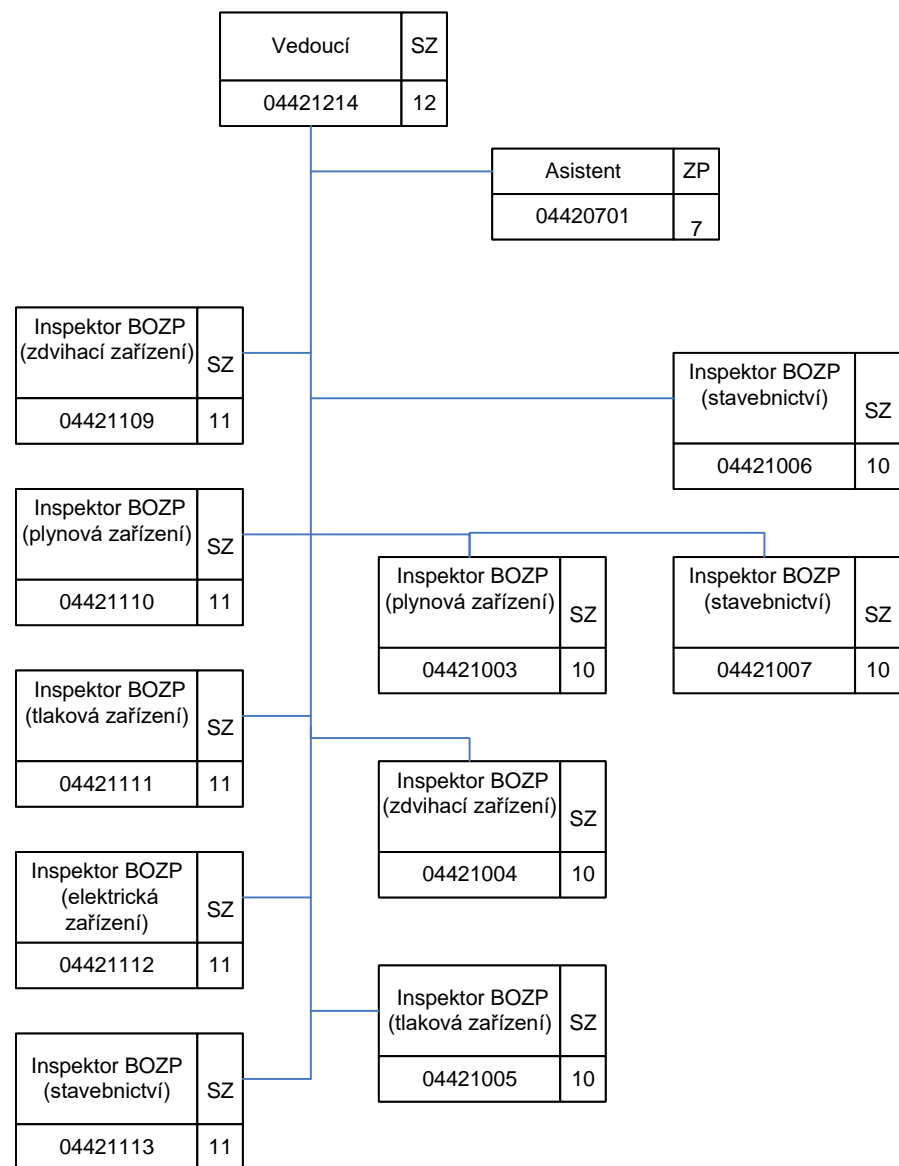 Vedoucí
SZ
04421214
12
Asistent
ZP
04420701
7
Inspektor BOZP
(zdvihací zařízení)
SZ
04421109
11
Inspektor BOZP
(stavebnictví)
SZ
04421006
10
Inspektor BOZP
(plynová zařízení)
SZ
04421110
11
Inspektor BOZP
(plynová zařízení)
SZ
04421003
10
Inspektor BOZP
(stavebnictví)
SZ
04421007
10
Inspektor BOZP
(tlaková zařízení)
SZ
04421111
11
Inspektor BOZP
(zdvihací zařízení)
SZ
04421004
10
Inspektor BOZP
(elektrická
zařízení)
SZ
04421112
11
Inspektor BOZP
(tlaková zařízení)
SZ
04421005
10
Inspektor BOZP
(stavebnictví)
SZ
04421113
11